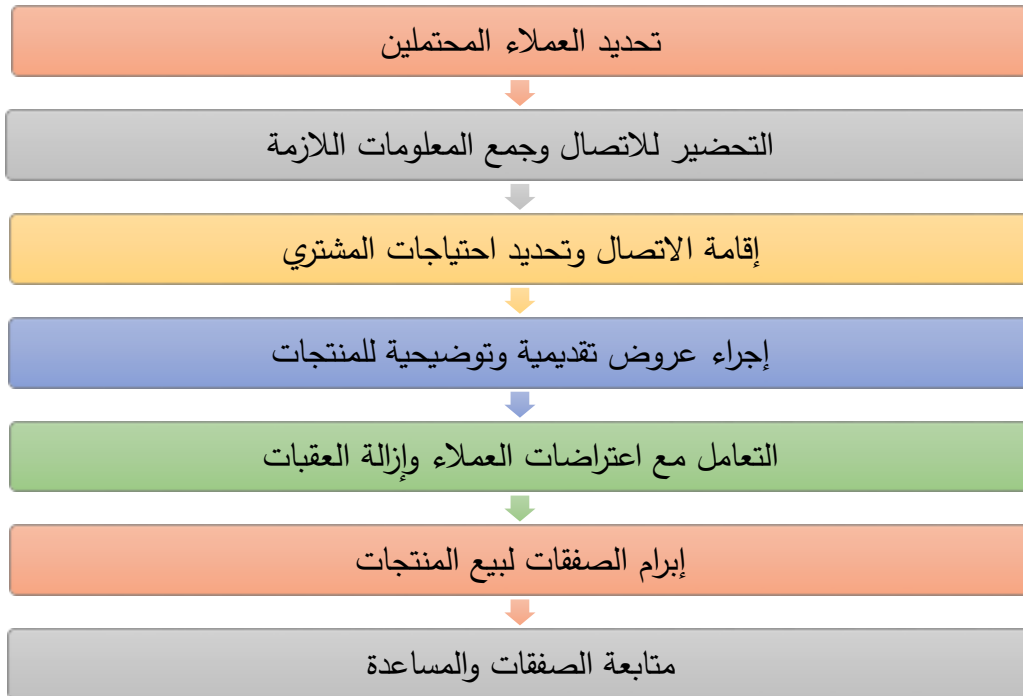 تحديد العملاء المحتملين
التحضير للاتصال وجمع المعلومات اللازمة
إقامة الاتصال وتحديد احتياجات المشتري
إجراء عروض تقديمية وتوضيحية للمنتجات
التعامل مع اعتراضات العملاء وإزالة العقبات
إبرام الصفقات لبيع المنتجات
متابعة الصفقات والمساعدة